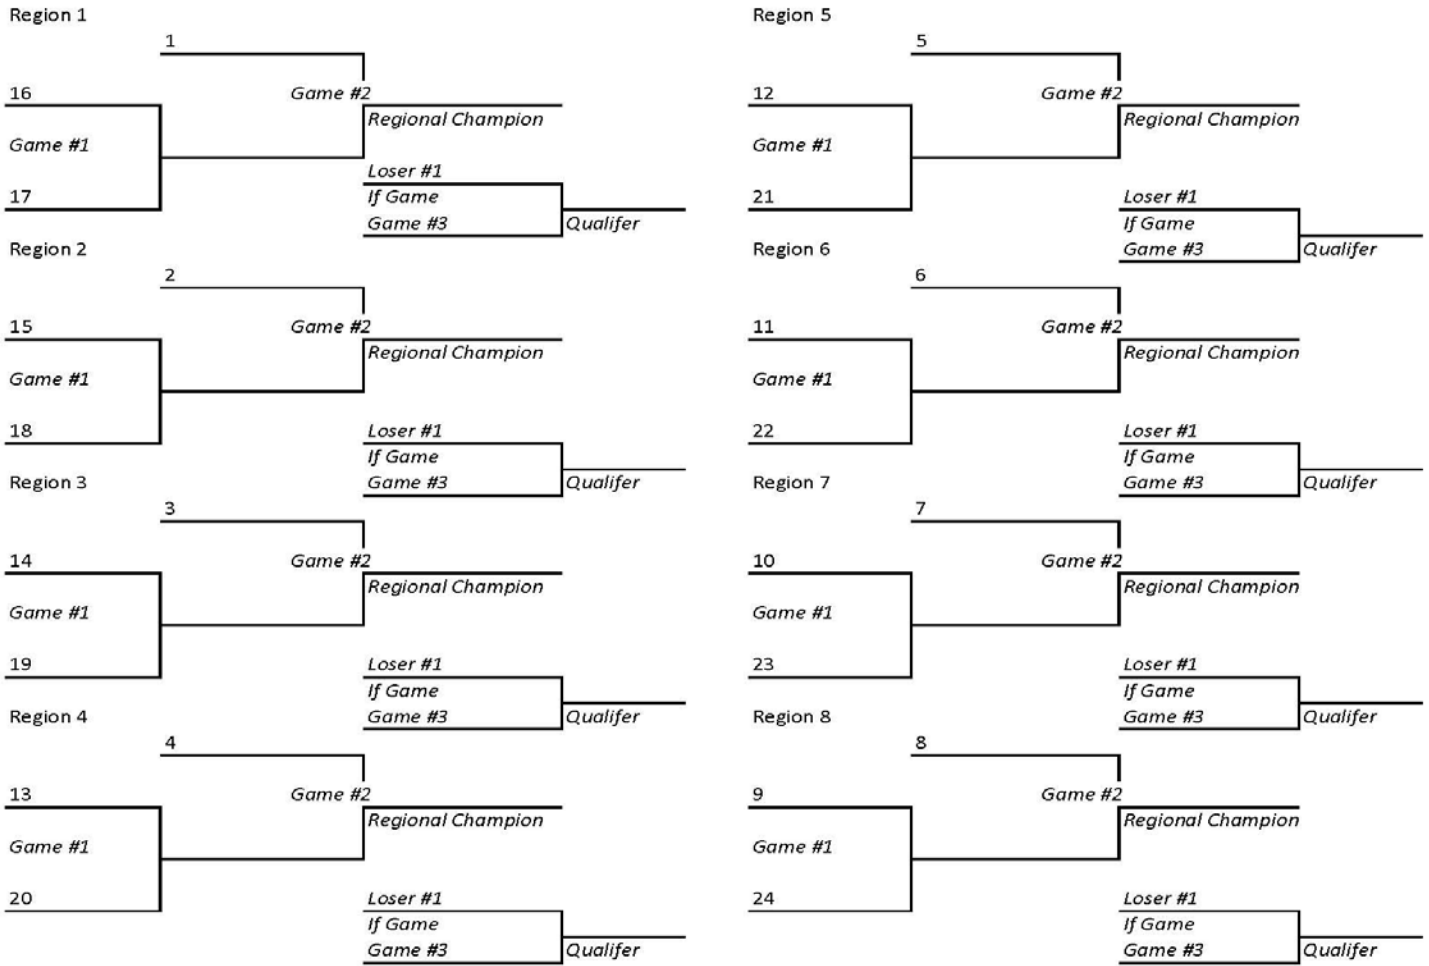 Region 1
1
Game #2
16
Regional Champion
Game #1
Loser #1
17
If Game
Game #3
Qualifer
Region 2
2
Game #2
15
Regional Champion
Game #1
18
Loser #1
If Game
Game #3
Qualifer
Region 3
3
Game #2
14
Regional Champion
Game #1
19
Loser #1
If Game
Game #3
Qualifer
Region 4
4
Game #2
13
Regional Champion
Game #1
20
Loser #1
If Game
Game #3
Qualifer
Region 5
5
Game #2
12
Regional Champion
Game #1
21
Loser #1
If Game
Game #3
Qualifer
Region 6
6
Game #2
11
Regional Champion
Game #1
22
Loser #1
If Game
Game #3
Qualifer
Region 7
7
Game #2
10
Regional Champion
Game #1
23
Loser #1
If Game
Game #3
Qualifer
Region 8
8
Game #2
9
Regional Champion
Game #1
24
Loser #1
If Game
Game #3
Qualifer